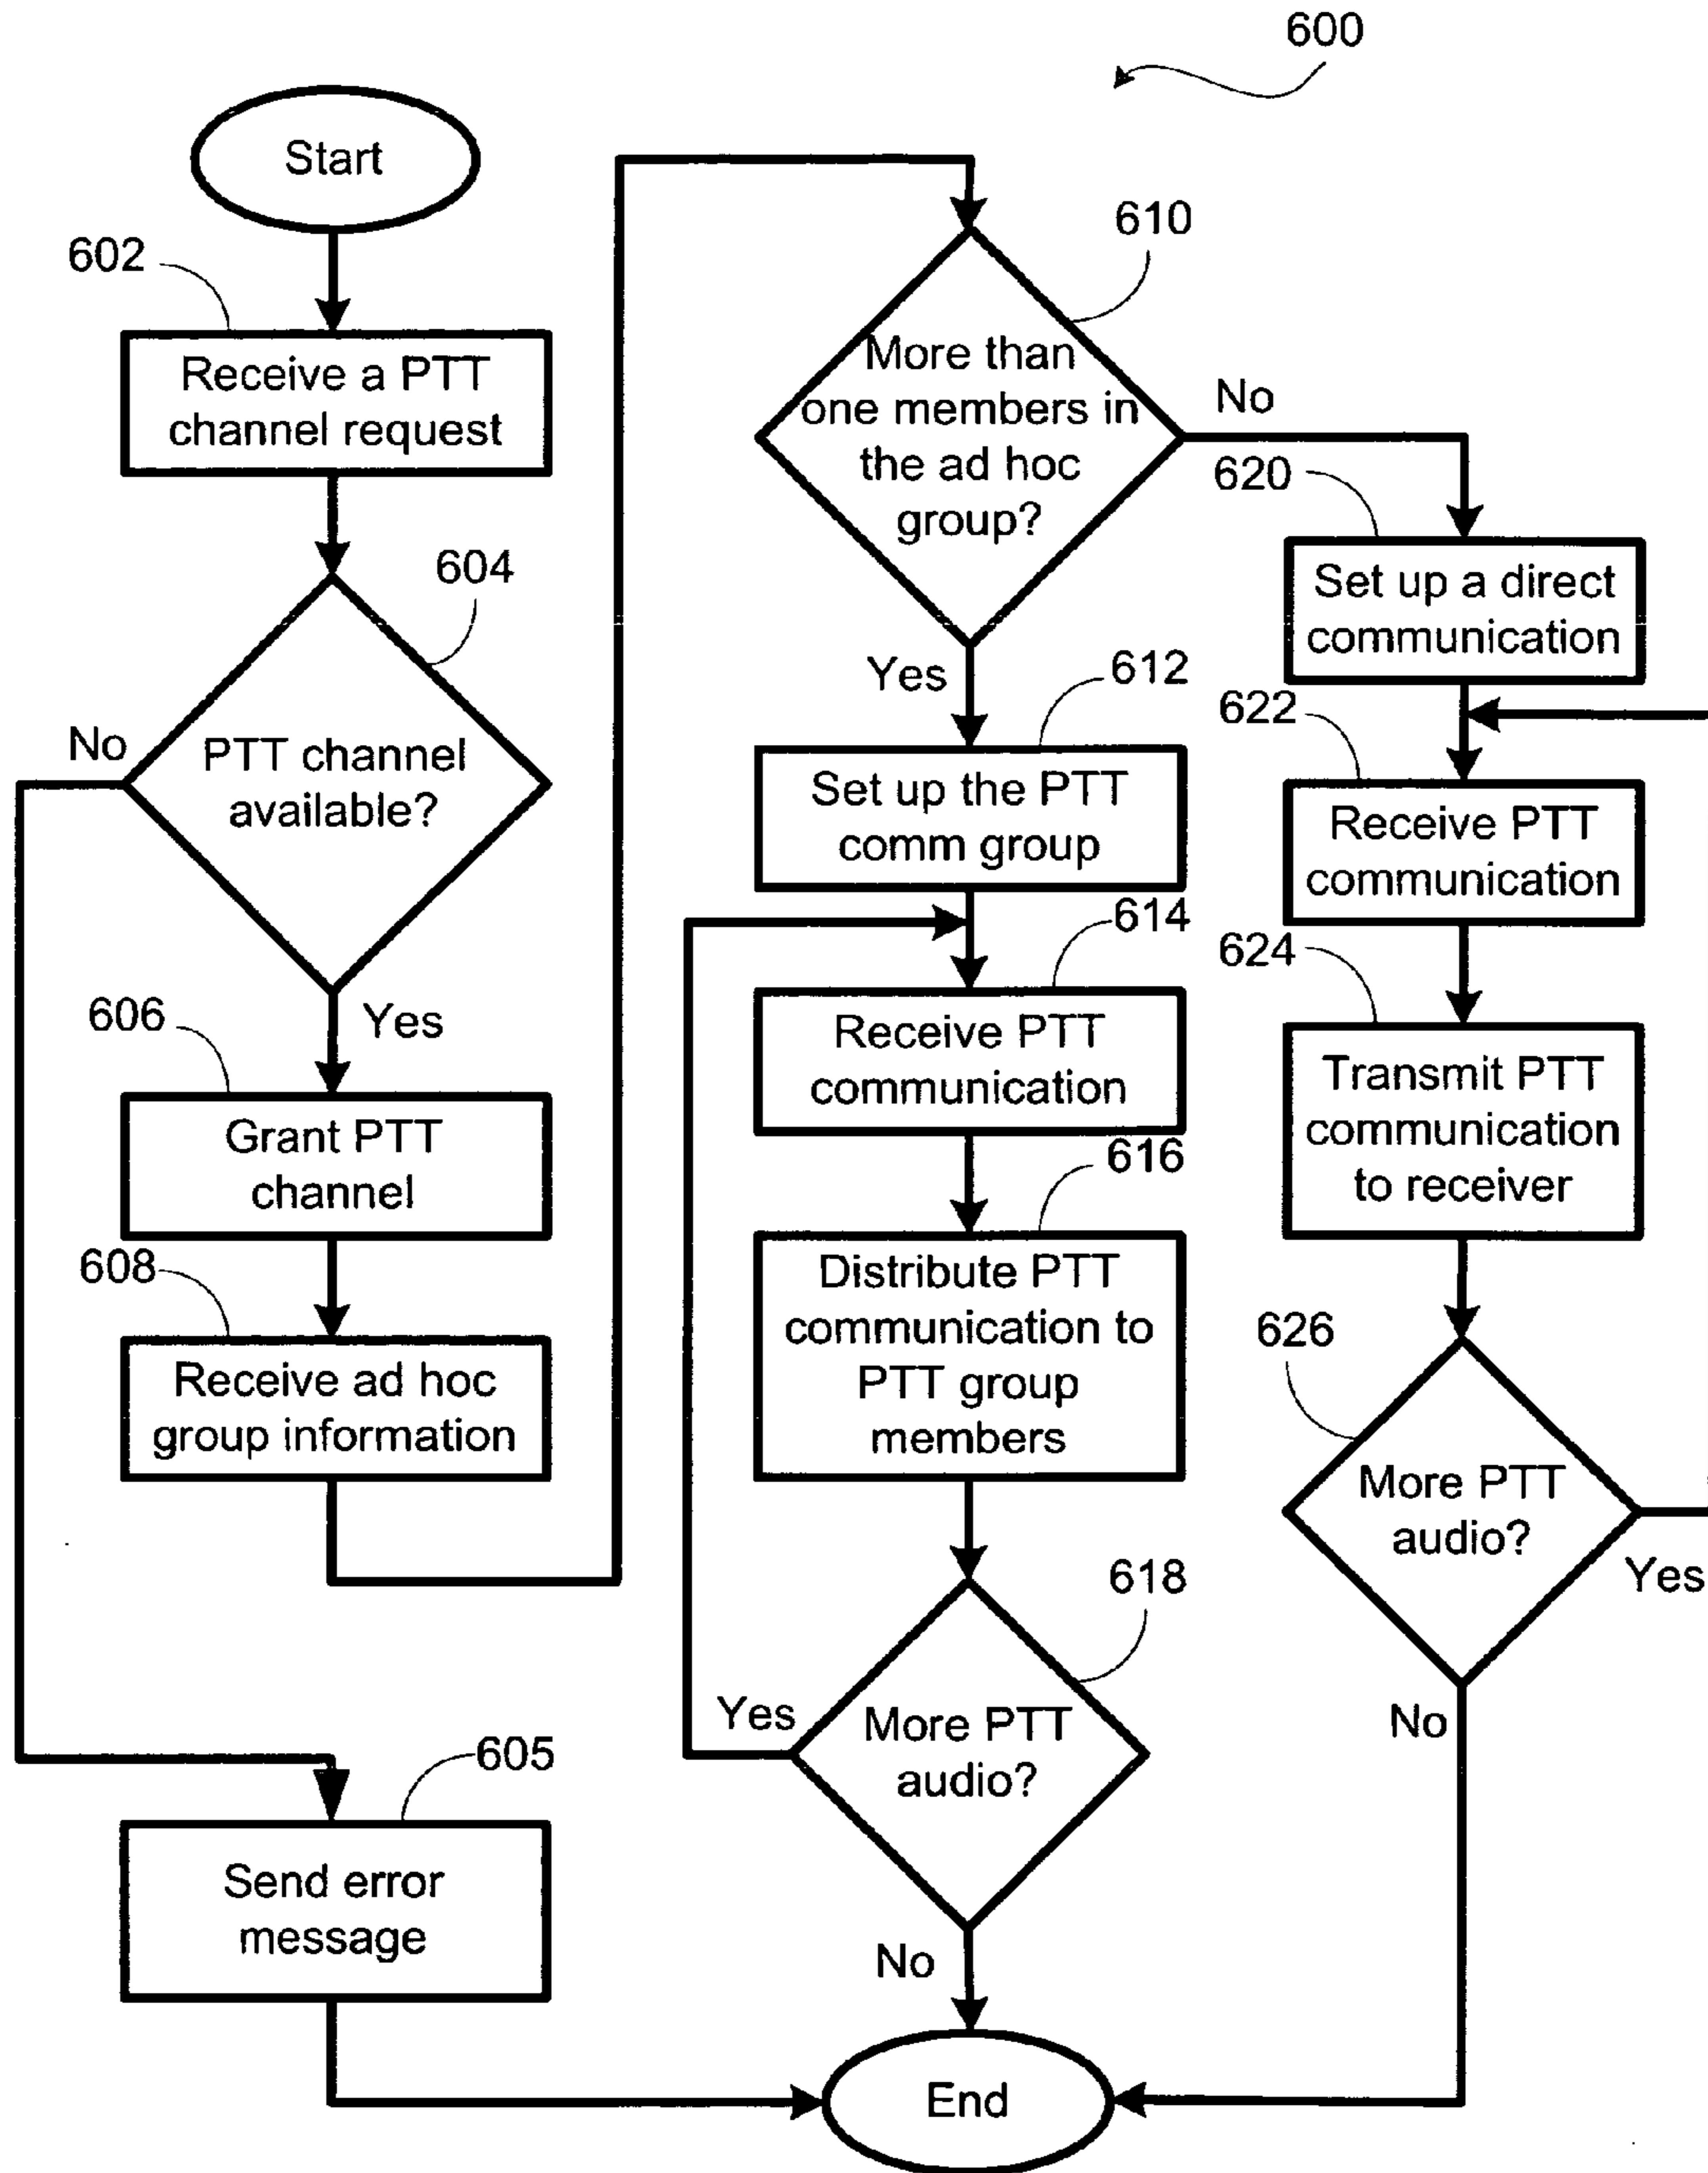 600
Start
602
Receive a PTT
channel request
604
No
PTT channel
available?
Yes
606
Grant PTT
channel
608
Receive ad hoc
group information
605
Send error
message
610
More than
one members in
the ad hoc
group?
No
Yes
612
Set up the PTT
comm group
614
Receive PTT
communication
616
Distribute PTT
communication to
PTT group
members
618
Yes
More PTT
audio?
No
620
Set up a direct
communication
622
Receive PTT
communication
624
Transmit PTT
communication
to receiver
626
More PTT
audio?
Yes
No
End